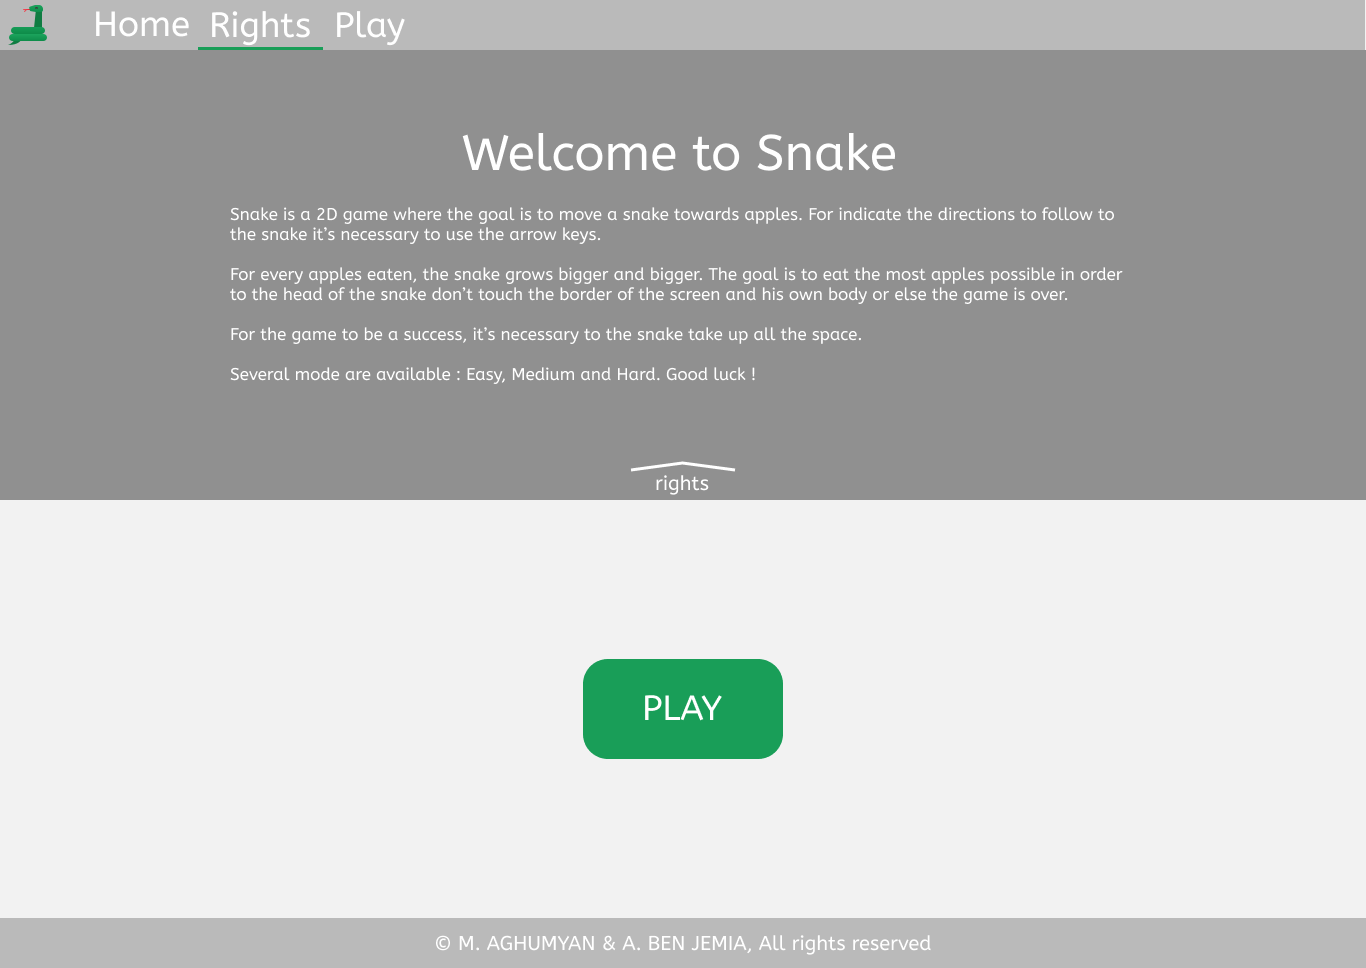 Home Rights Play
Welcome to Snake
Snake is a 2D game where the goal is to move a snake towards apples. For indicate the directions to follow to
the snake it’s necessary to use the arrow keys.
For every apples eaten, the snake grows bigger and bigger. The goal is to eat the most apples possible in order
to the head of the snake don’t touch the border of the screen and his own body or else the game is over.
For the game to be a success, it’s necessary to the snake take up all the space.
Several mode are available : Easy, Medium and Hard. Good luck !
rights
PLAY
© M. AGHUMYAN & A. BEN JEMIA, All rights reserved